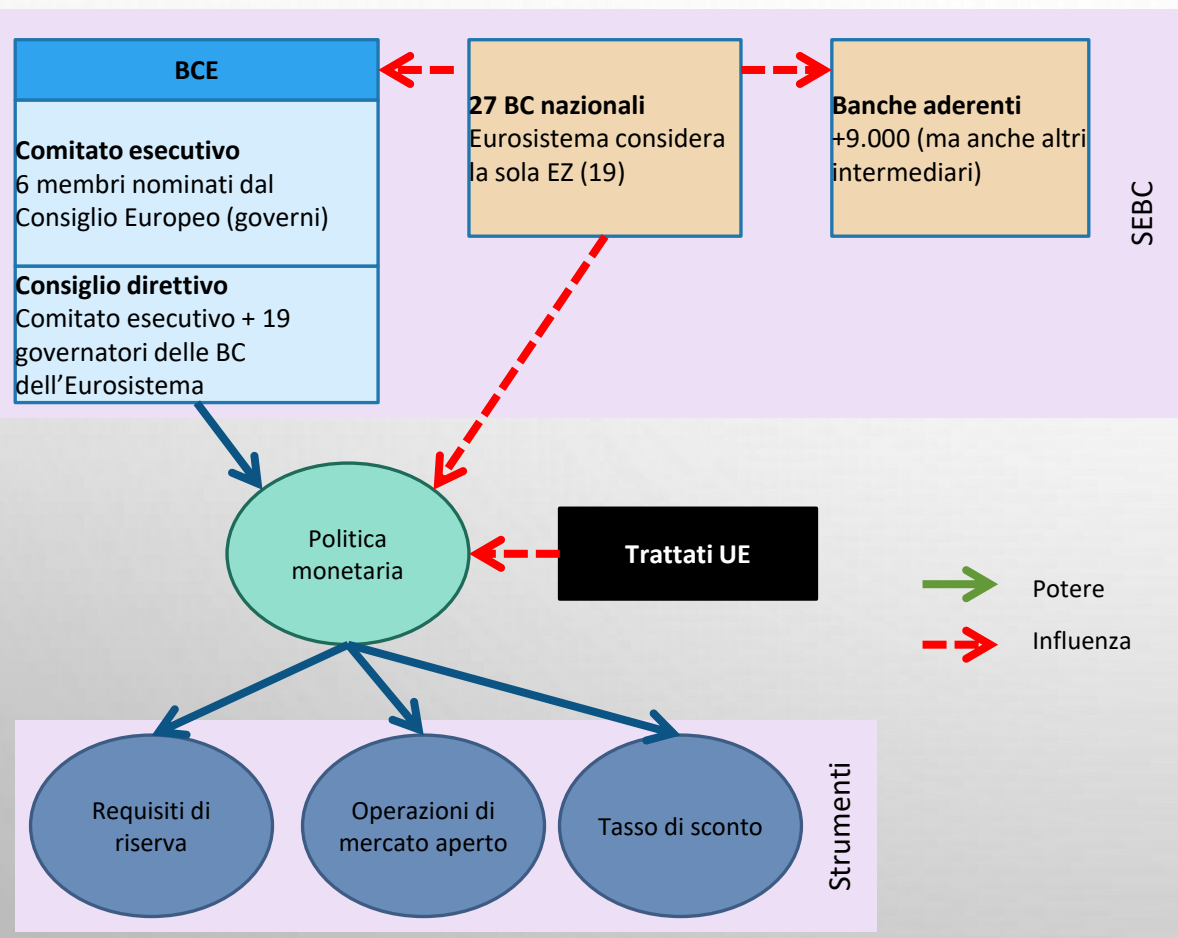 BCE
Comitato esecutivo
6 membri nominati dal
Consiglio Europeo (governi)
Consiglio direttivo
Comitato esecutivo + 19
governatori delle BC
dell’Eurosistema
27 BC nazionali
Eurosistema considera
la sola EZ (19)
Banche aderenti
+9.000 (ma anche altri
intermediari)
SEBC
Politica
monetaria
Trattati UE
Potere
Influenza
Requisiti di
riserva
Operazioni di
mercato aperto
Tasso di sconto
Strumenti